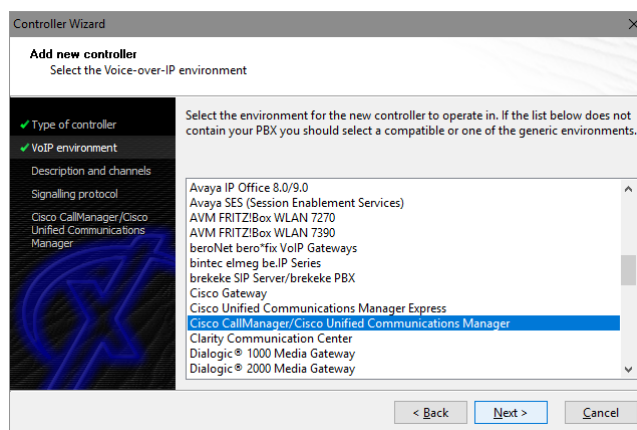 Controller Wizard
Add new controller
Select the Voice-over-IP environment
Type of controller
VoIP environment
Description and channels
Signalling protocol
Cisco CallManager/Cisco
Unified Communications
Manager
Select the environment for the new controller to operate in. If the list below does not
contain your PBX you should select a compatible or one of the generic environments.
Avaya IP Office 8.0/9.0
Avaya SES (Session Enablement Services)
AVM FRITZ!Box WLAN 7270
AVM FRITZ!Box WLAN 7390
beroNet bero*fix VoIP Gateways
bintec elmeg be.IP Series
brekeke SIP Server/brekeke PBX
Cisco Gateway
Cisco Unified Communications Manager Express
Cisco CallManager/Cisco Unified Communications Manager
Clarity Communication Center
Dialogic® 1000 Media Gateway
Dialogic® 2000 Media Gateway
< Back
Next >
Cancel